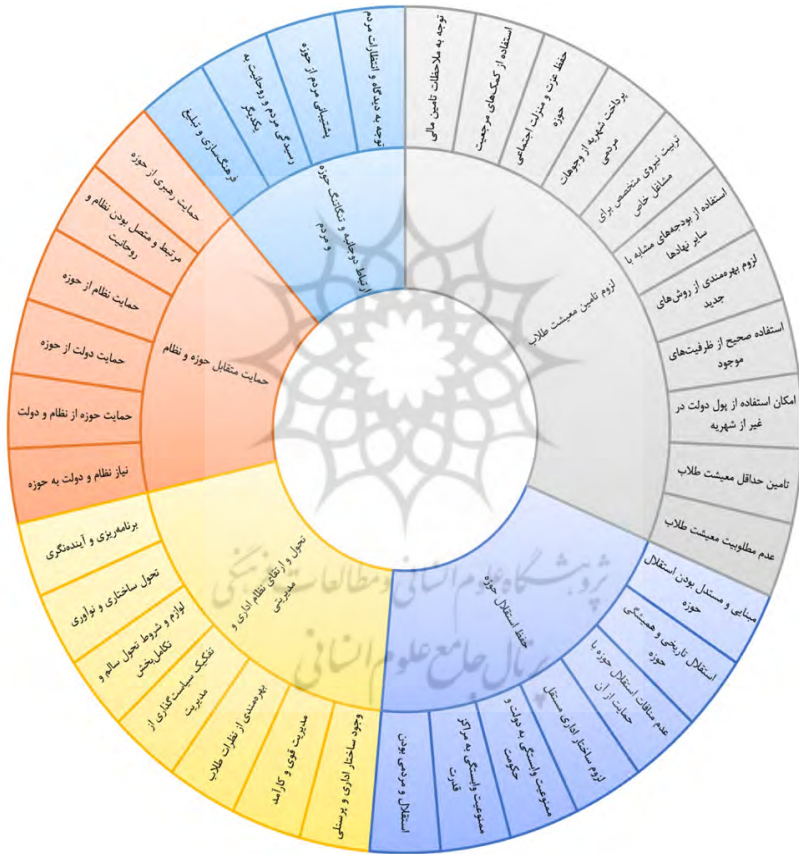 لزوم تامین معیشت طلاب
توجه به ملاحظات تامین مالی
استفاده از کمک‌های مرجعیت
حفظ عزت و منزلت اجتماعی
حوزه
پرداخت شهریه از وجوهات
مردمی
تربیت نیروی متخصص برای
مشاغل خاص
استفاده از بودجه‌های مشابه با
سایر نهادها
لزوم بهره‌مندی از روش‌های
جدید
استفاده صحیح از ظرفیت‌های
موجود
امکان استفاده از پول دولت در
غیر از شهریه
تامین حداقل معیشت طلاب
عدم مطلوبیت معیشت طلاب
حفظ استقلال حوزه
مبنایی و مستدل بودن استقلال
حوزه
استقلال تاریخی و همیشگی
حوزه
عدم منافات استقلال حوزه با
حمایت از آن
لزوم ساختار اداری مستقل
ممنوعیت وابستگی به دولت و
حکومت
ممنوعیت وابستگی به مراکز
قدرت
استقلال و مردمی بودن
تحول و ارتقای نظام اداری و
مدیریتی
وجود ساختار اداری و پرسنلی
مدیریت قوی و کارآمد
بهره‌مندی از نظرات طلاب
تفکیک سیاست‌گذاری از
مدیریت
لوازم و شروط تحول سالم و
تکامل‌بخش
تحول ساختاری و نوآوری
برنامه‌ریزی و آینده‌نگری
حمایت متقابل حوزه و نظام
نیاز نظام و دولت به حوزه
حمایت حوزه از نظام و دولت
حمایت دولت از حوزه
حمایت نظام از حوزه
مرتبط و متصل بودن نظام و
روحانیت
حمایت رهبری از حوزه
ارتباط دوجانبه و تنگاتنگ حوزه
و مردم
فرهنگ‌سازی و تبلیغ
رسیدگی مردم و روحانیت به
یکدیگر
پشتیبانی مردم از حوزه
توجه به دیدگاه و انتظارات مردم
پژوهشگاه علوم انسانی و مطالعات فرهنگی
پرتال جامع علوم انسانی